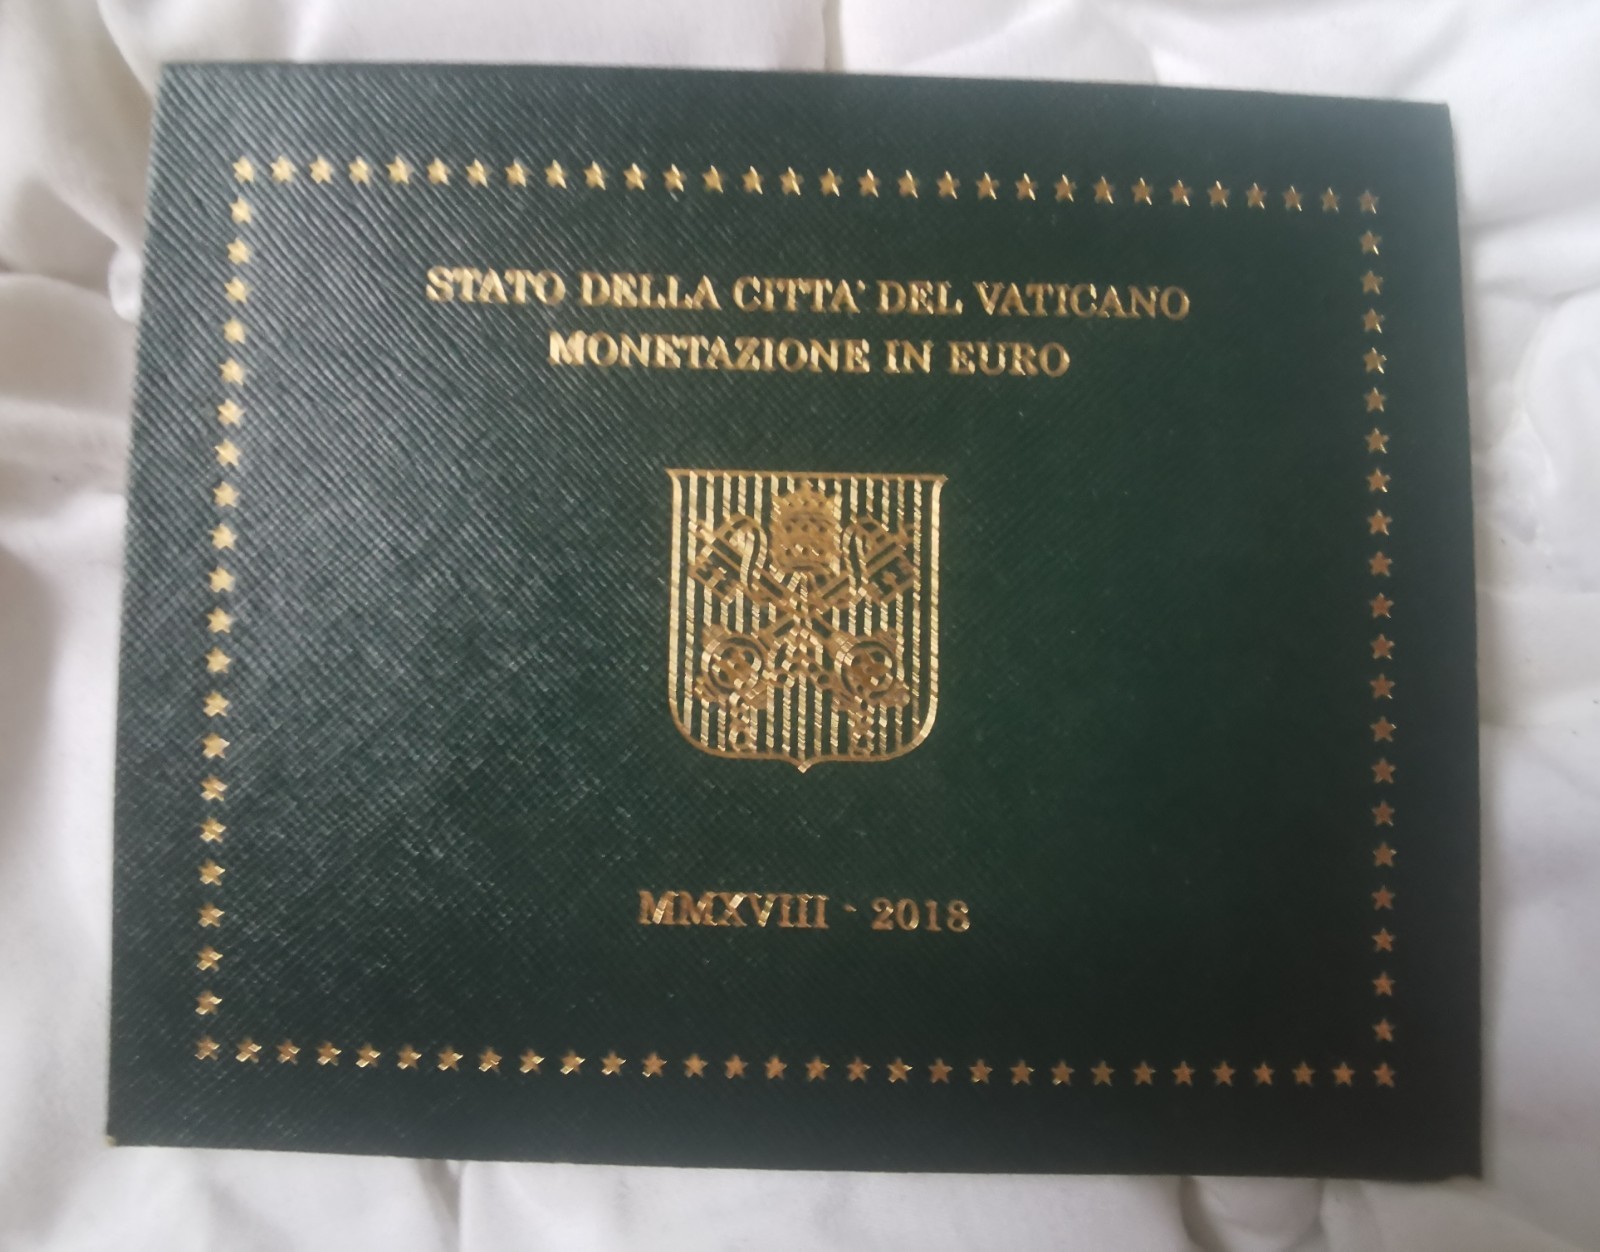 STATO DELLA CITTA' DEL VATICANO
MONETAZIONE IN EURO
MMXVIII - 2018